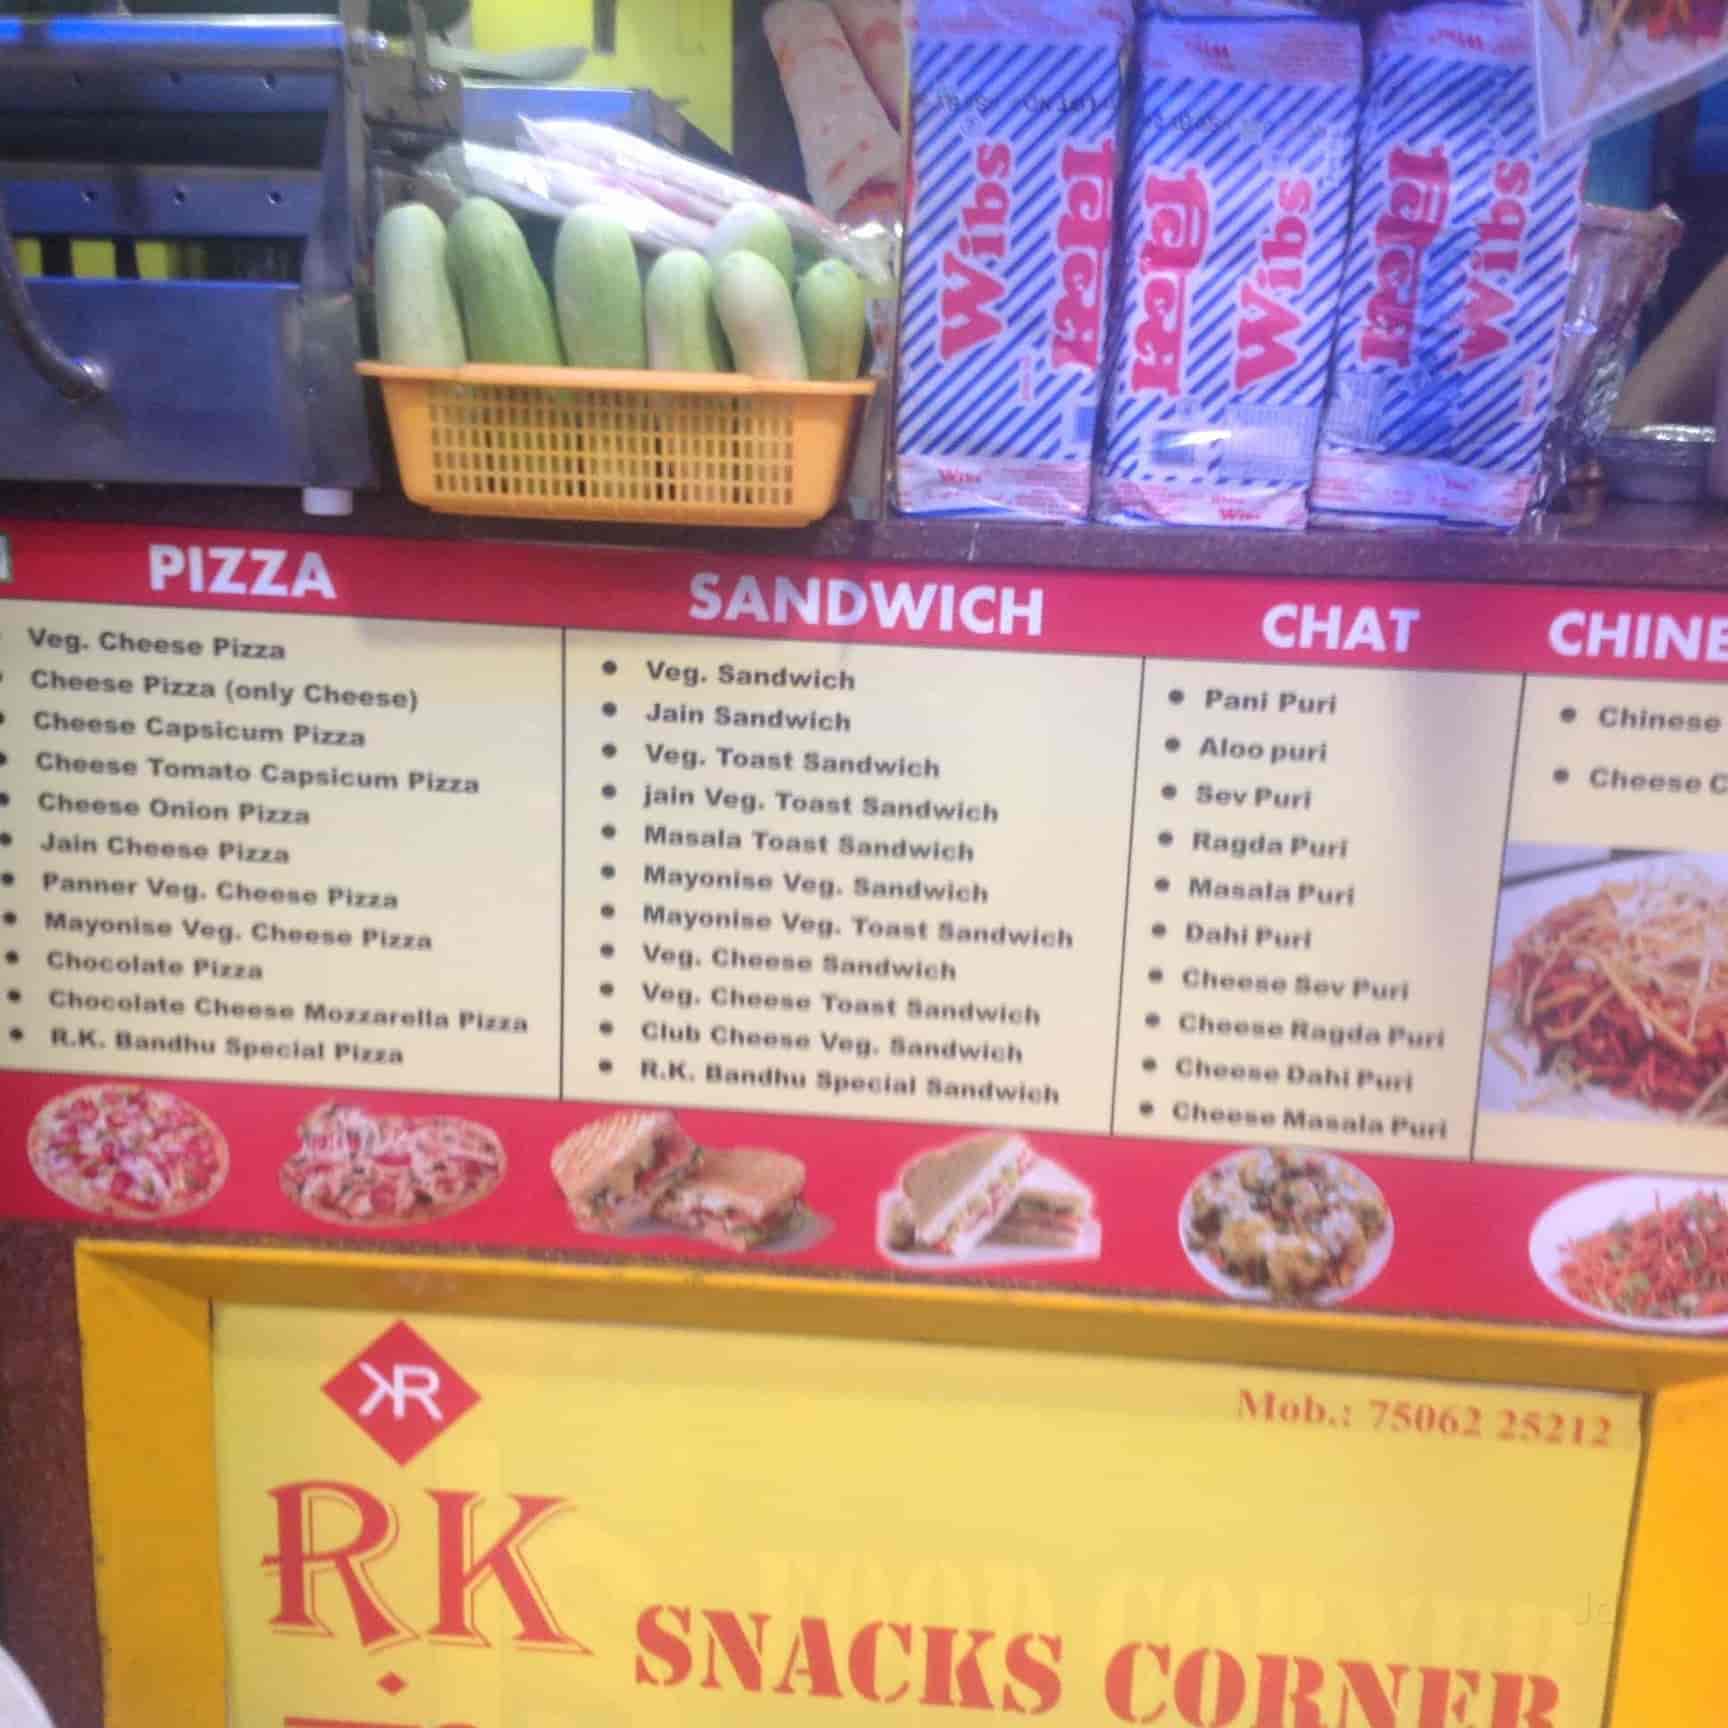 Wibs
ब्रेड
ब्रेड
Wibs
ब्रेड
Wibs
Wibs
Wibs
PIZZA
Veg. Cheese Pizza
Cheese Pizza (only Cheese)
Cheese Capsicum Pizza
Cheese Tomato Capsicum Pizza
Cheese Onion Pizza
Jain Cheese Pizza
Panner Veg. Cheese Pizza
Mayonise Veg. Cheese Pizza
Chocolate Pizza
Chocolate Cheese Mozzarella Pizza
R.K. Bandhu Special Pizza
SANDWICH
Veg. Sandwich
Jain Sandwich
Veg. Toast Sandwich
jain Veg. Toast Sandwich
Masala Toast Sandwich
Mayonise Veg. Sandwich
Mayonise Veg. Toast Sandwich
Veg. Cheese Sandwich
Veg. Cheese Toast Sandwich
Club Cheese Veg. Sandwich
R.K. Bandhu Special Sandwich
CHAT
Pani Puri
Aloo puri
Sev Puri
Ragda Puri
Masala Puri
Dahi Puri
Cheese Sev Puri
Cheese Ragda Puri
Cheese Dahi Puri
Cheese Masala Puri
CHINE
Chinese
Cheese C
KR
Mob.: 75062 25212
RK
SNACKS CORNER